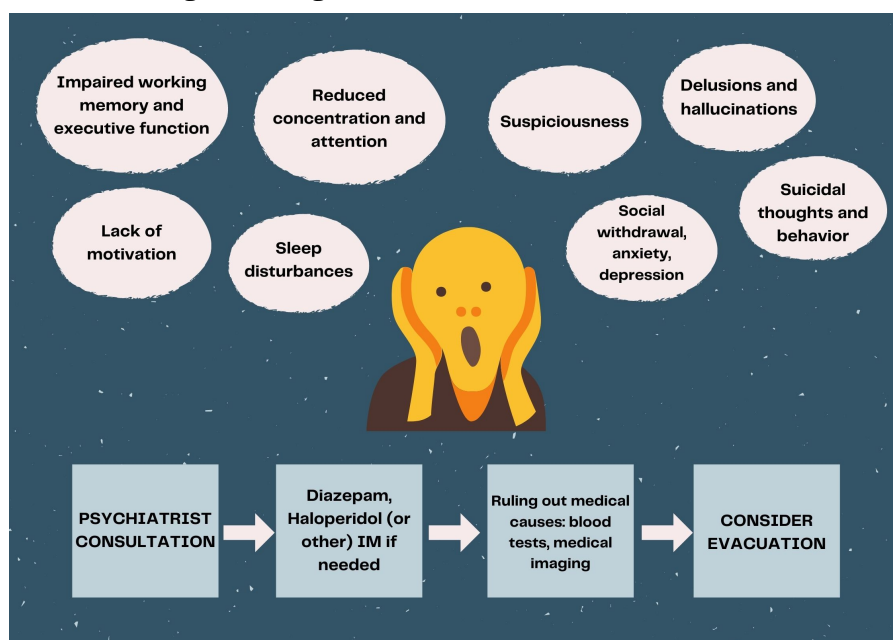 Impaired working
memory and
executive function
Reduced
concentration and
attention
Suspiciousness
Delusions and
hallucinations
Lack of
motivation
Sleep
disturbances
Social
withdrawal,
anxiety,
depression
Suicidal
thoughts and
behavior
PSYCHIATRIST
CONSULTATION
Diazepam,
Haloperidol (or
other) IM if
needed
Ruling out medical
causes: blood
tests, medical
imaging
CONSIDER
EVACUATION